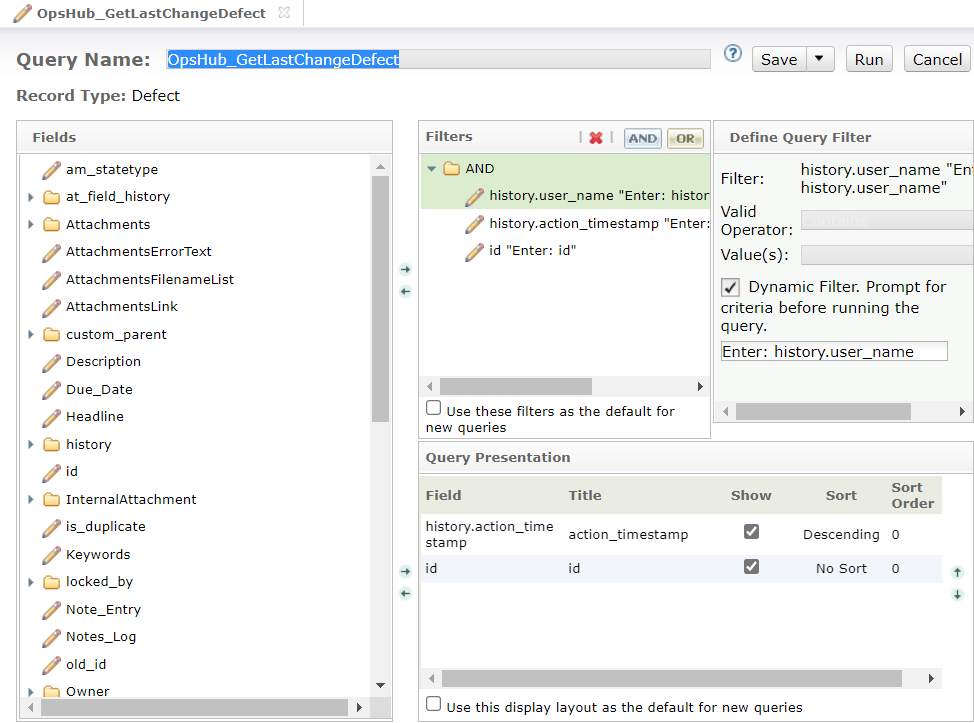 OpsHub_GetLastChangeDefect
Query Name: OpsHub_GetLastChangeDefect
? Save Run Cancel
Record Type: Defect
Fields
am_statetype
at_field_history
Attachments
AttachmentsErrorText
AttachmentsFilenameList
AttachmentsLink
custom_parent
Description
Due_Date
Headline
history
id
InternalAttachment
is_duplicate
Keywords
locked_by
Note_Entry
Notes_Log
old_id
Owner
Filters AND OR
AND
history.user_name "Enter: histor
history.action_timestamp "Enter:
id "Enter: id"
Use these filters as the default for
new queries
Define Query Filter
Filter: history.user_name "Ent
history.user_name"
Valid
Operator:
Value(s):
Dynamic Filter. Prompt for
criteria before running the
query.
Enter: history.user_name
Query Presentation
Field Title Show Sort Sort
Order
history.action_time
stamp action_timestamp Descending 0
id id No Sort 0
Use this display layout as the default for new queries